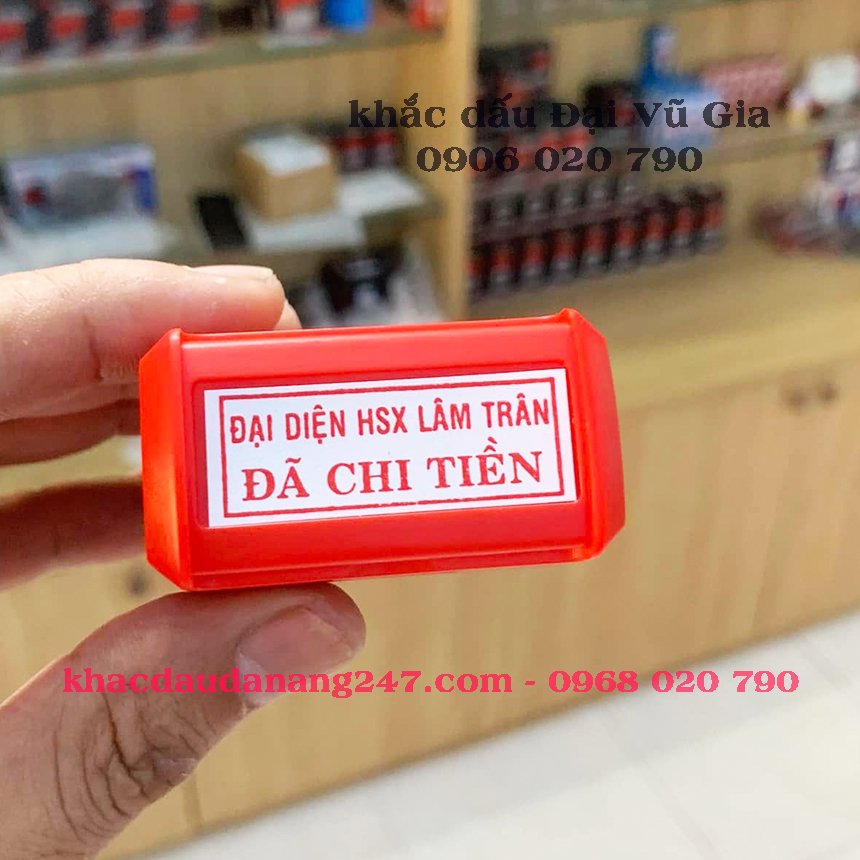 khắc dấu Đại Vũ Gia
0906 020 790
ĐẠI DIỆN HSX LÂM TRÂN
ĐÃ CHI TIỀN
khacdaudanang247.com - 0968 020 790